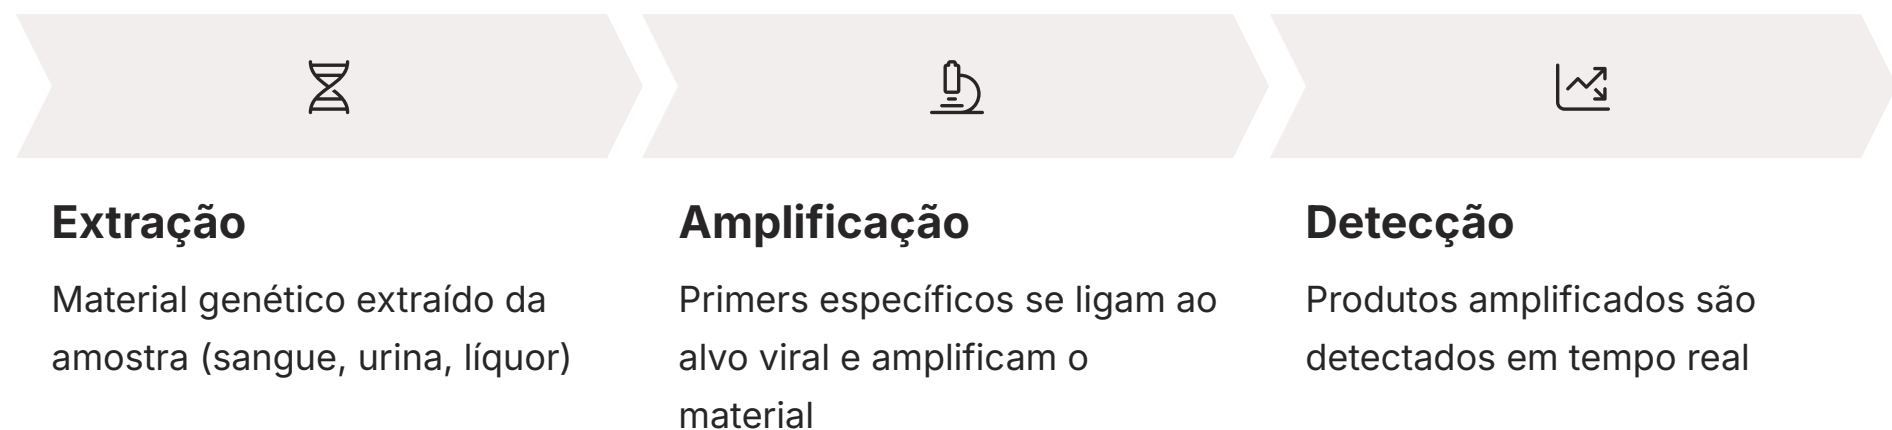 Extração
Material genético extraído da
amostra (sangue, urina, líquor)
Amplificação
Primers específicos se ligam ao
alvo viral e amplificam o
material
Detecção
Produtos amplificados são
detectados em tempo real